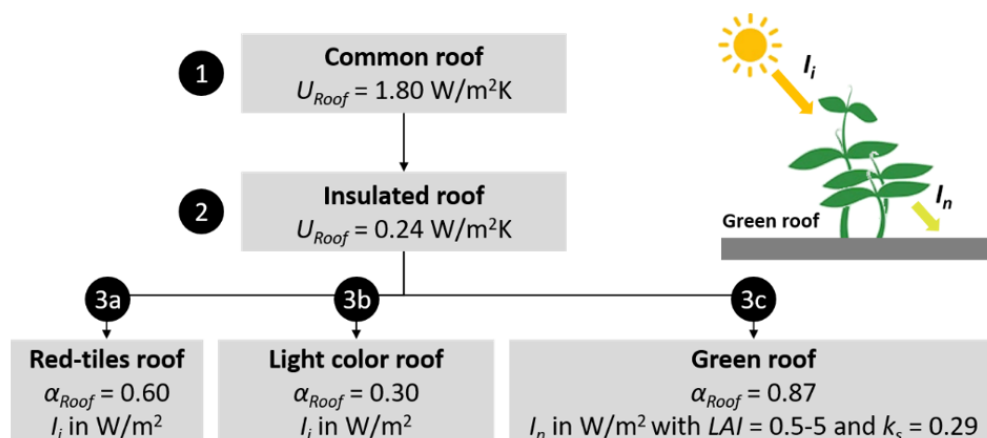 1
Common roof
U_Roof = 1.80 W/m²K
I_i
2
Insulated roof
U_Roof = 0.24 W/m²K
I_n
Green roof
3a
3b
3c
Red-tiles roof
α_Roof = 0.60
I_i in W/m²
Light color roof
α_Roof = 0.30
I_i in W/m²
Green roof
α_Roof = 0.87
I_n in W/m² with LAI = 0.5-5 and k_s = 0.29